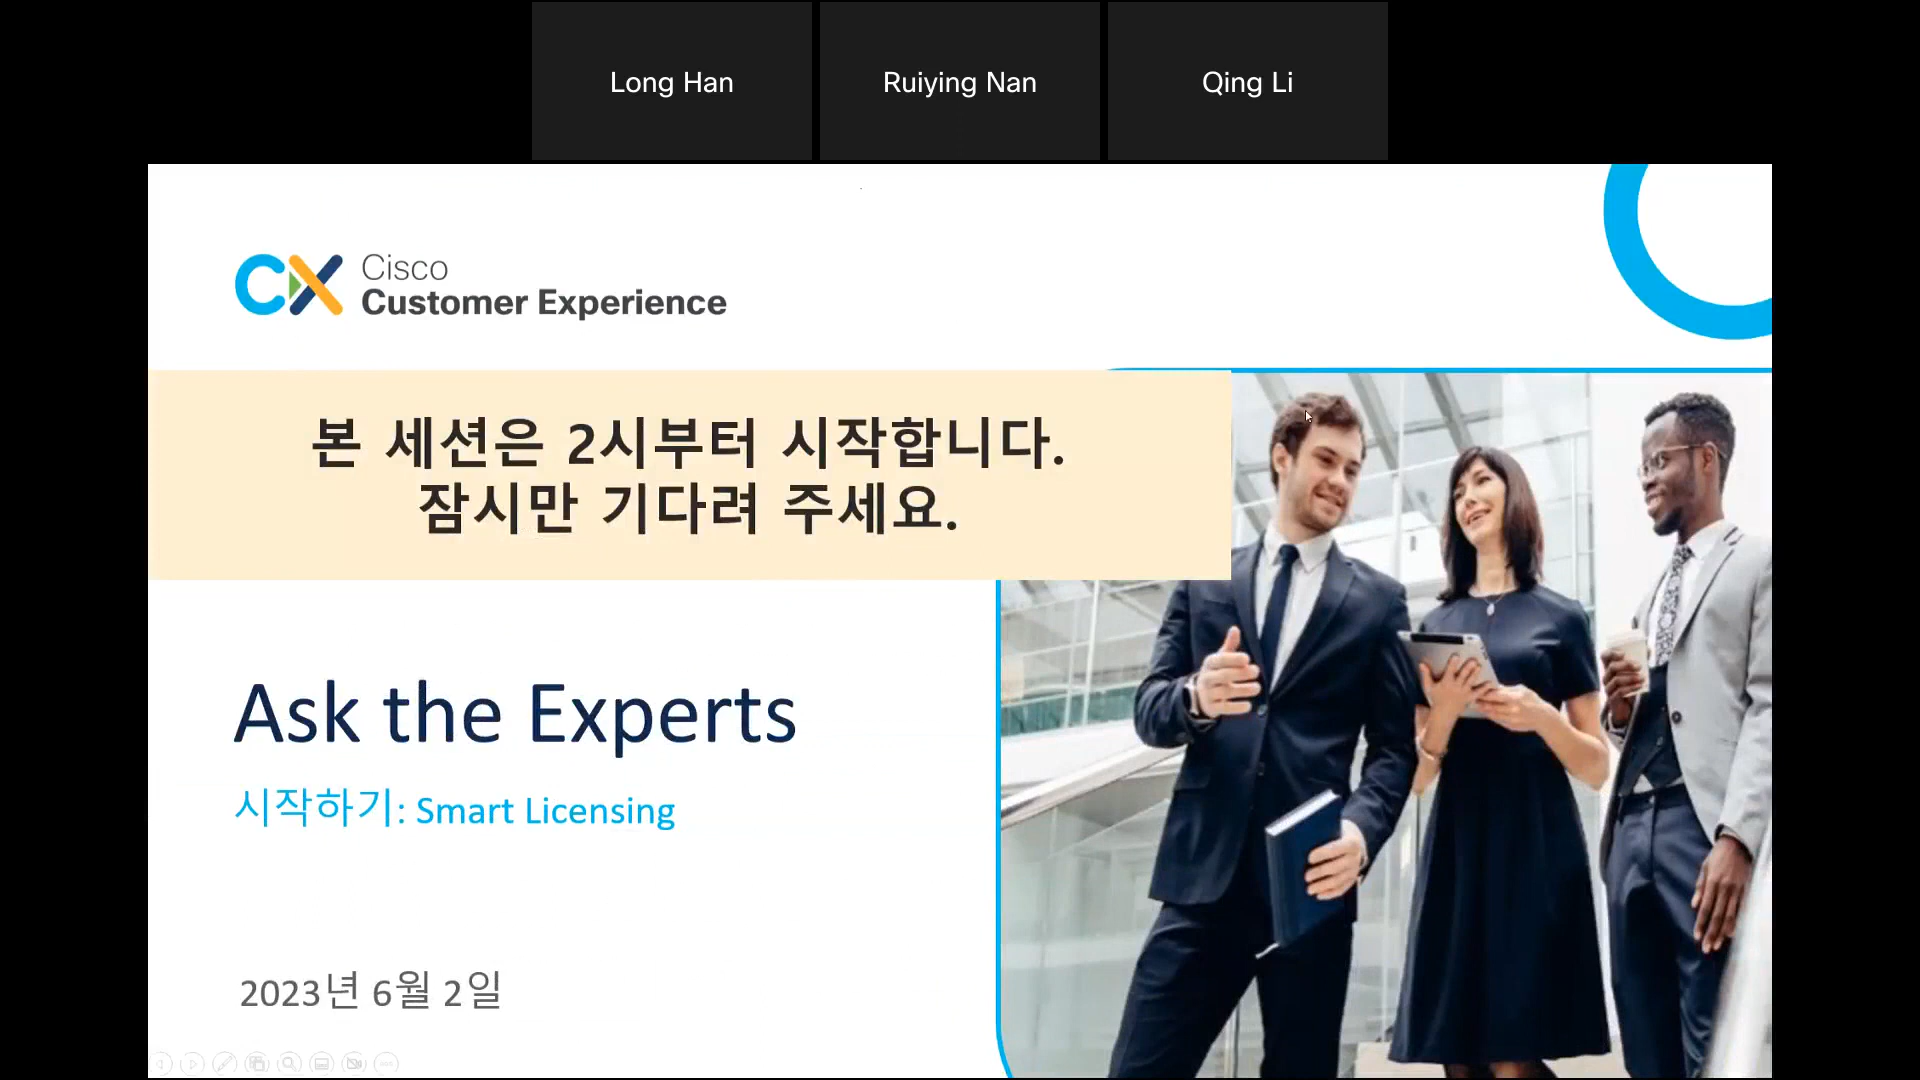 Long Han
Ruiying Nan
Qing Li
CX
Cisco
Customer Experience
본 세션은 2시부터 시작합니다.
잠시만 기다려 주세요.
Ask the Experts
시작하기: Smart Licensing
2023년 6월 2일